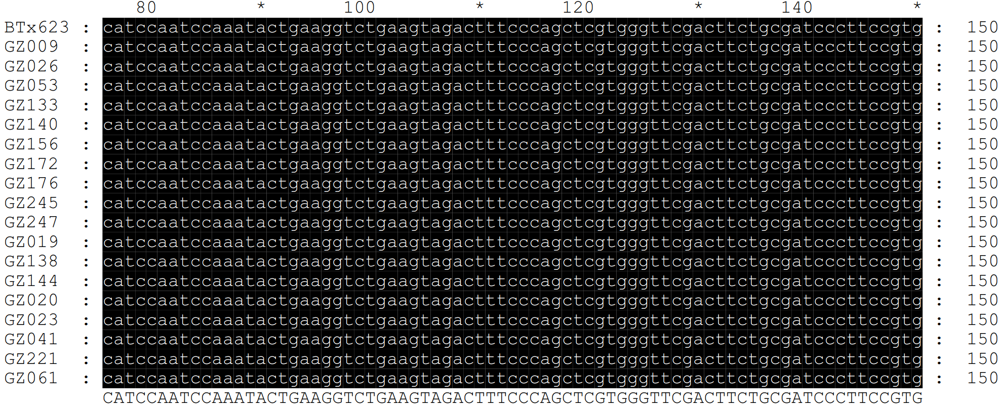 80 * 100 * 120 * 140 *
BTx623 : catccaatccaaatactgaaggtctgaagtagactttcccagctcgtgggttcgacttctgcgatcccttccgtg : 150
GZ009 : catccaatccaaatactgaaggtctgaagtagactttcccagctcgtgggttcgacttctgcgatcccttccgtg : 150
GZ026 : catccaatccaaatactgaaggtctgaagtagactttcccagctcgtgggttcgacttctgcgatcccttccgtg : 150
GZ053 : catccaatccaaatactgaaggtctgaagtagactttcccagctcgtgggttcgacttctgcgatcccttccgtg : 150
GZ133 : catccaatccaaatactgaaggtctgaagtagactttcccagctcgtgggttcgacttctgcgatcccttccgtg : 150
GZ140 : catccaatccaaatactgaaggtctgaagtagactttcccagctcgtgggttcgacttctgcgatcccttccgtg : 150
GZ156 : catccaatccaaatactgaaggtctgaagtagactttcccagctcgtgggttcgacttctgcgatcccttccgtg : 150
GZ172 : catccaatccaaatactgaaggtctgaagtagactttcccagctcgtgggttcgacttctgcgatcccttccgtg : 150
GZ176 : catccaatccaaatactgaaggtctgaagtagactttcccagctcgtgggttcgacttctgcgatcccttccgtg : 150
GZ245 : catccaatccaaatactgaaggtctgaagtagactttcccagctcgtgggttcgacttctgcgatcccttccgtg : 150
GZ247 : catccaatccaaatactgaaggtctgaagtagactttcccagctcgtgggttcgacttctgcgatcccttccgtg : 150
GZ019 : catccaatccaaatactgaaggtctgaagtagactttcccagctcgtgggttcgacttctgcgatcccttccgtg : 150
GZ138 : catccaatccaaatactgaaggtctgaagtagactttcccagctcgtgggttcgacttctgcgatcccttccgtg : 150
GZ144 : catccaatccaaatactgaaggtctgaagtagactttcccagctcgtgggttcgacttctgcgatcccttccgtg : 150
GZ020 : catccaatccaaatactgaaggtctgaagtagactttcccagctcgtgggttcgacttctgcgatcccttccgtg : 150
GZ023 : catccaatccaaatactgaaggtctgaagtagactttcccagctcgtgggttcgacttctgcgatcccttccgtg : 150
GZ041 : catccaatccaaatactgaaggtctgaagtagactttcccagctcgtgggttcgacttctgcgatcccttccgtg : 150
GZ221 : catccaatccaaatactgaaggtctgaagtagactttcccagctcgtgggttcgacttctgcgatcccttccgtg : 150
GZ061 : catccaatccaaatactgaaggtctgaagtagactttcccagctcgtgggttcgacttctgcgatcccttccgtg : 150
CATCCAATCCAAATACTGAAGGTCTGAAGTAGACTTTCCCAGCTCGTGGGTTCGACTTCTGCGATCCCTTCCGTG